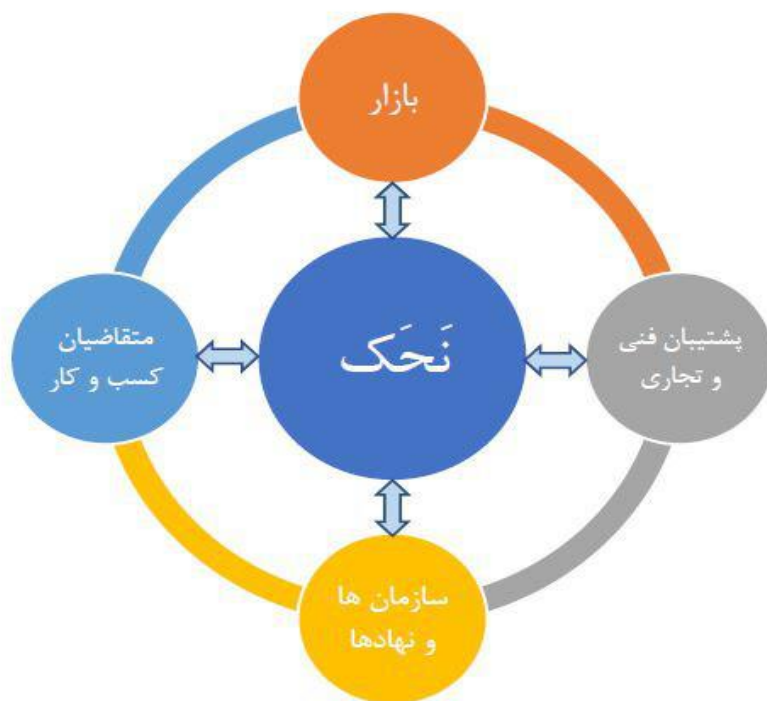 بازار
پشتیبان فنی
و تجاری
نَحَک
متقاضیان
کسب و کار
سازمان ها
و نهادها